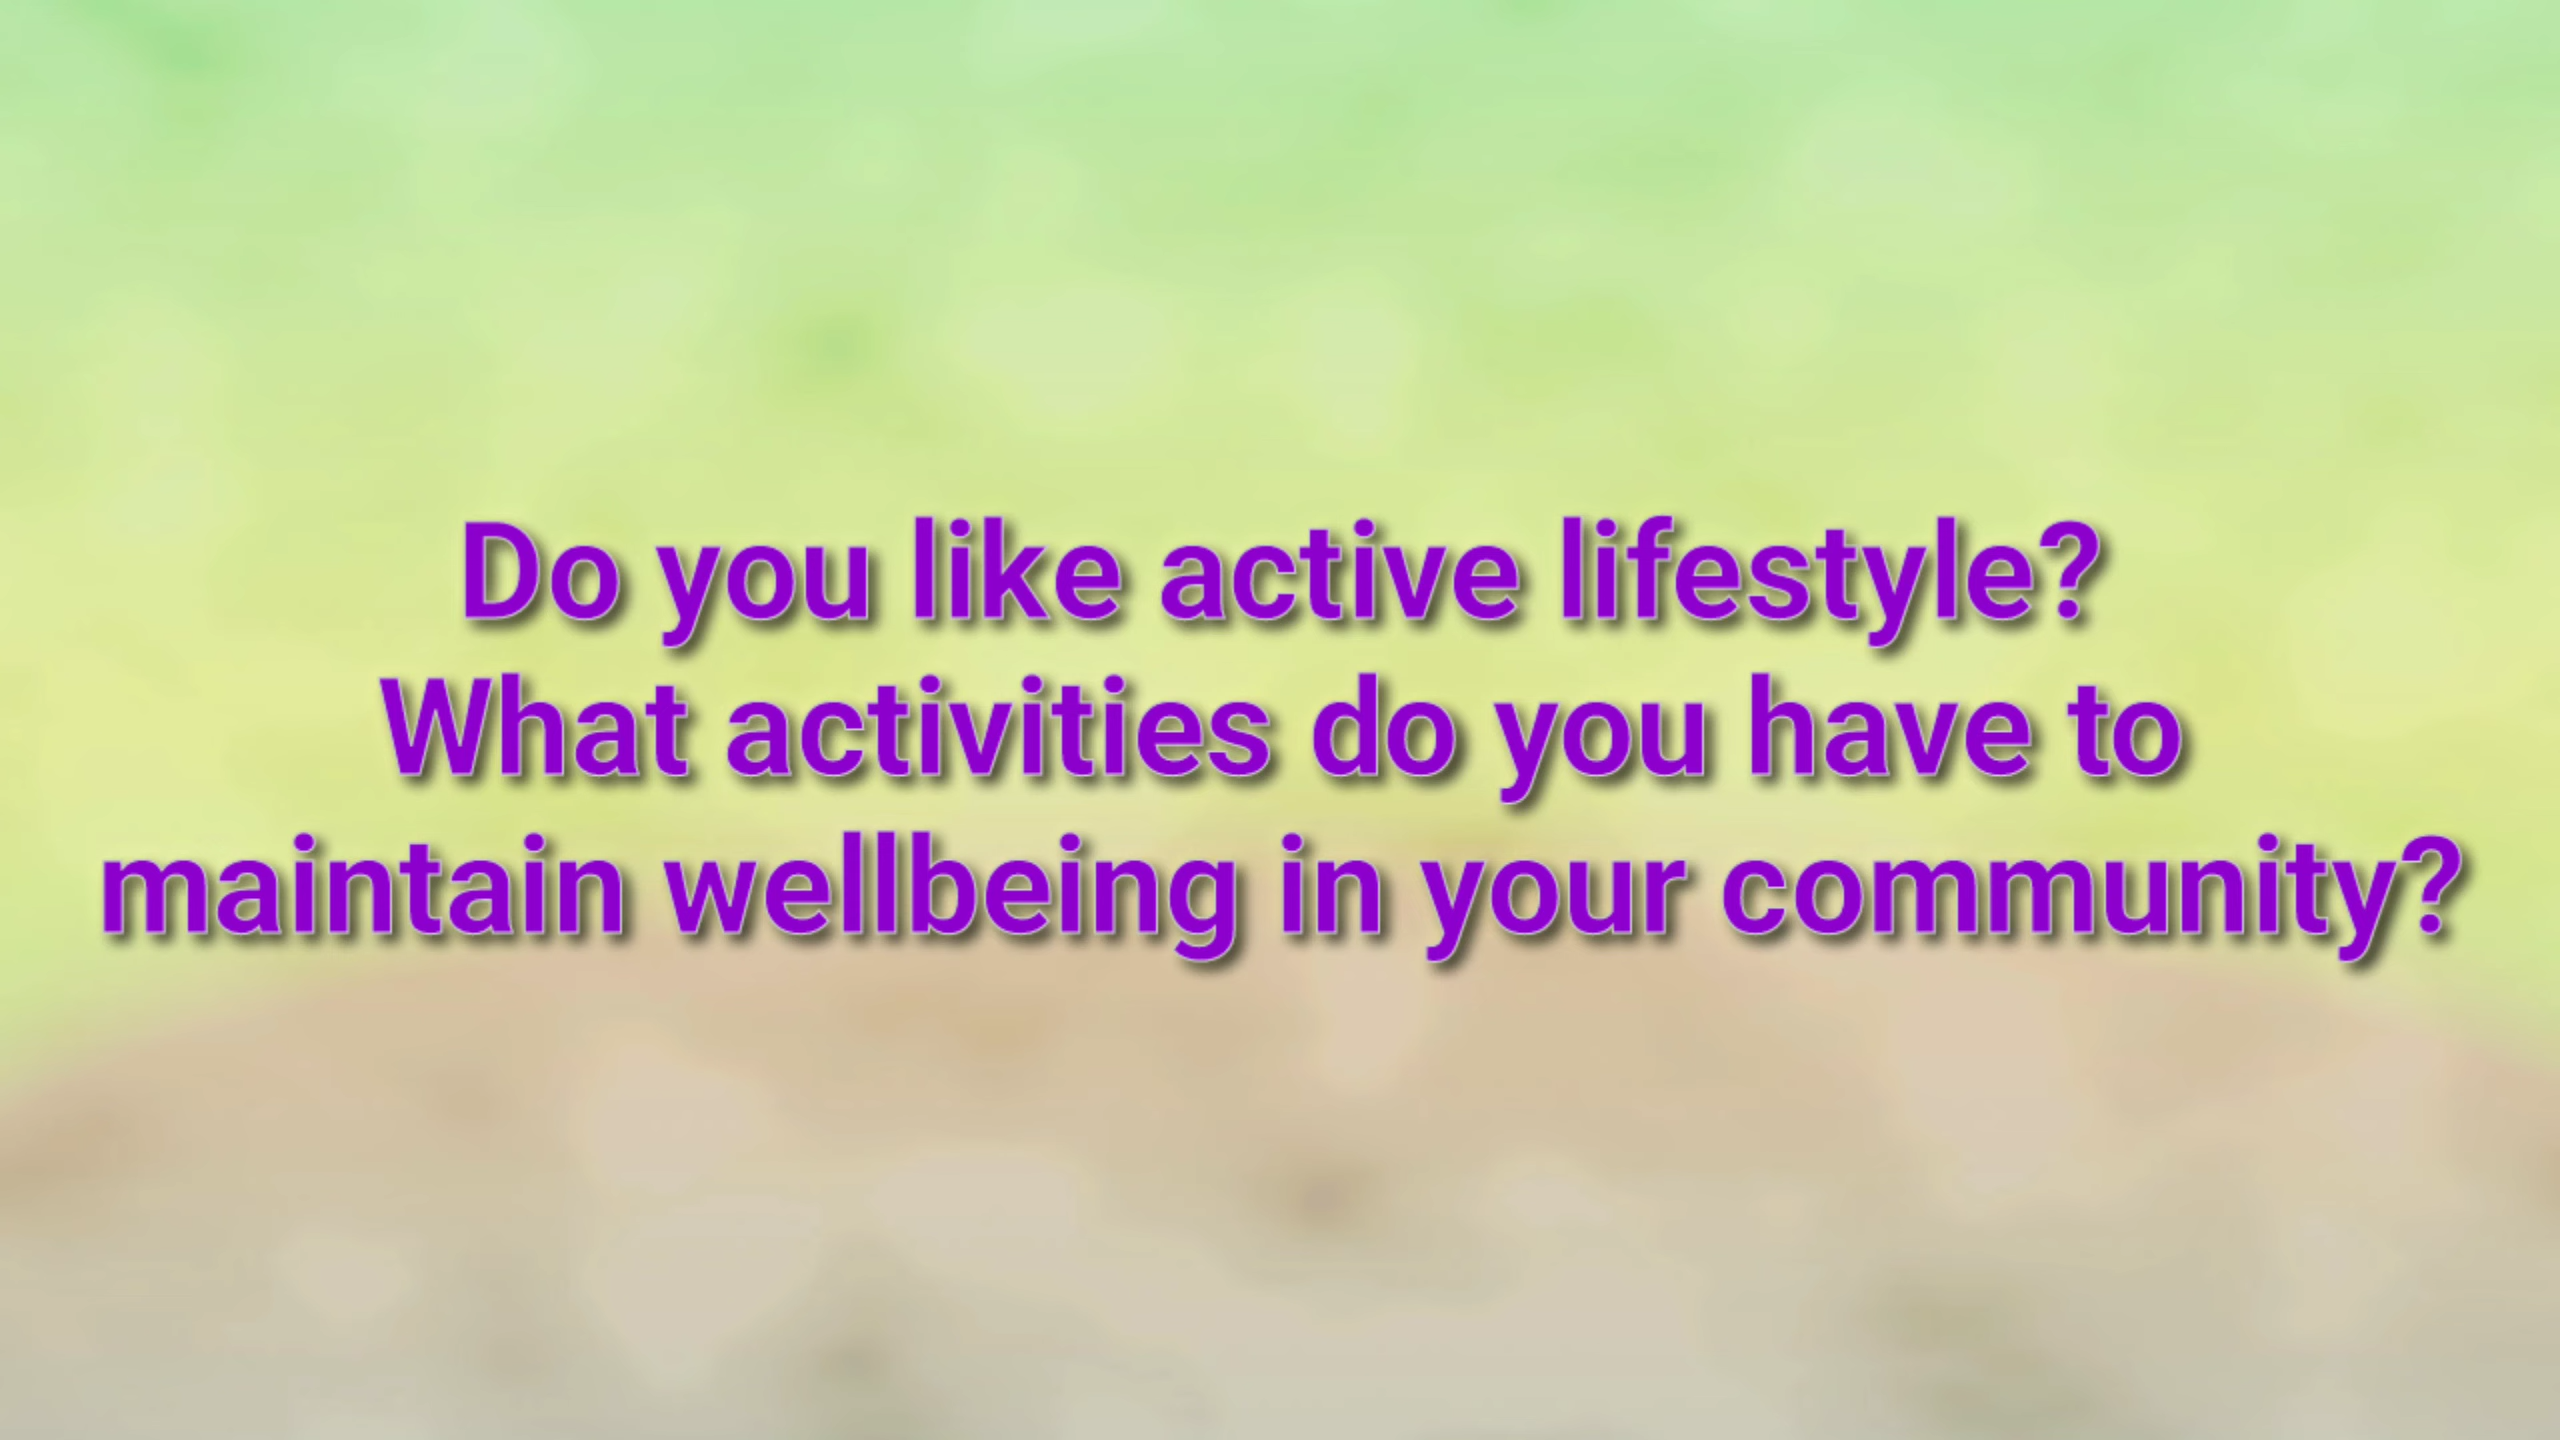 Do you like active lifestyle?
What activities do you have to
maintain wellbeing in your community?